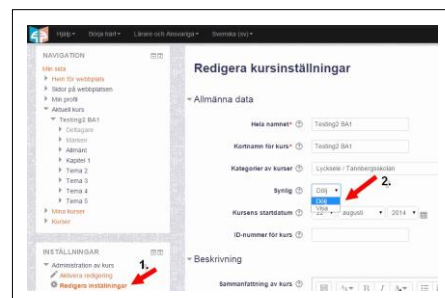 Hjälp Börja här! Lärare och Ansvariga Svenska (sv)
NAVIGATION
Min sida
Hem för webbplats
Sidor på webbplatsen
Min profil
Aktuell kurs
Testing2 BA1
Deltagare
Märken
Allmänt
Kapitel 1
Tema 2
Tema 3
Tema 4
Tema 5
Mina kurser
Kurser
INSTÄLLNINGAR
1.
Administration av kurs
Aktivera redigering
Redigera inställningar
Redigera kursinställningar
Allmänna data
Hela namnet* Testing2 BA1
Kortnamn för kurs* Testing2 BA1
Kategorier av kurser Lycksele / Tannbergsskolan
Synlig Dölj 2.
Dölj
Visa
Kursens startdatum 22 augusti 2014
ID-nummer för kurs
Beskrivning
Sammanfattning av kurs